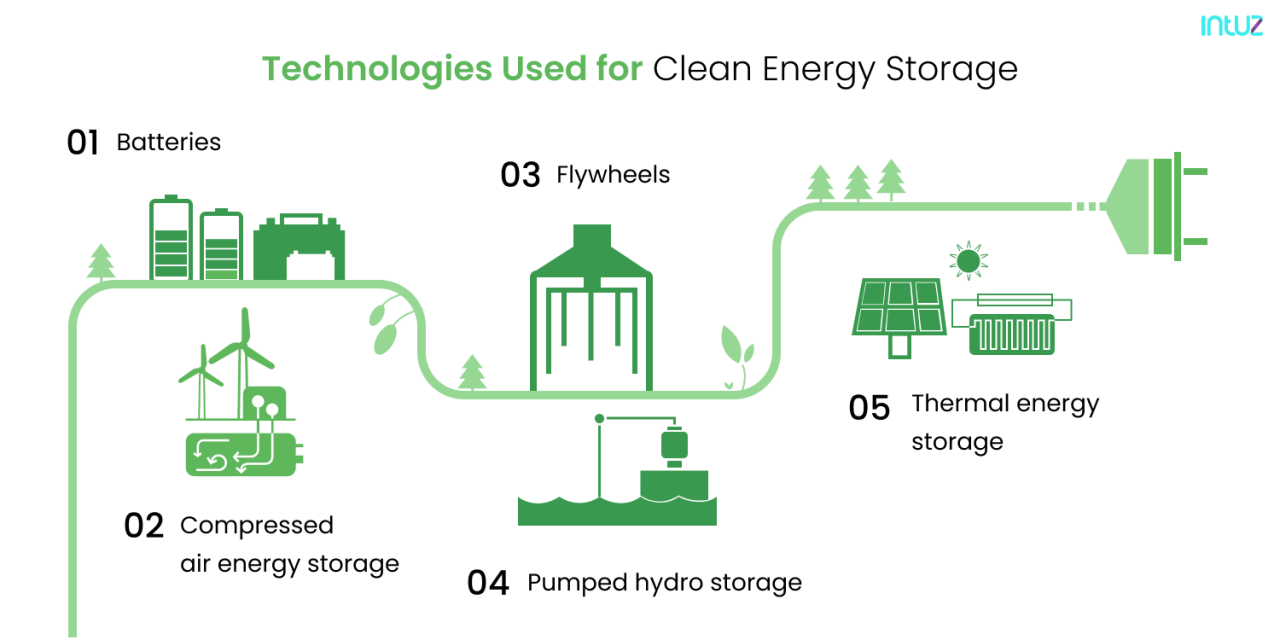 INTUZ
Technologies Used for Clean Energy Storage
01 Batteries
03 Flywheels
05 Thermal energy
storage
02 Compressed
air energy storage
04 Pumped hydro storage